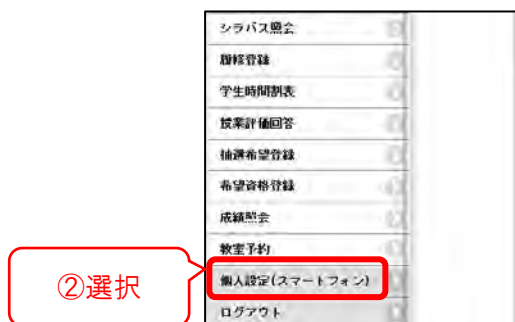 シラバス照会
履修登録
学生時間割表
授業評価回答
抽選希望登録
希望資格登録
成績照会
教室予約
個人設定(スマートフォン)
ログアウト
②選択